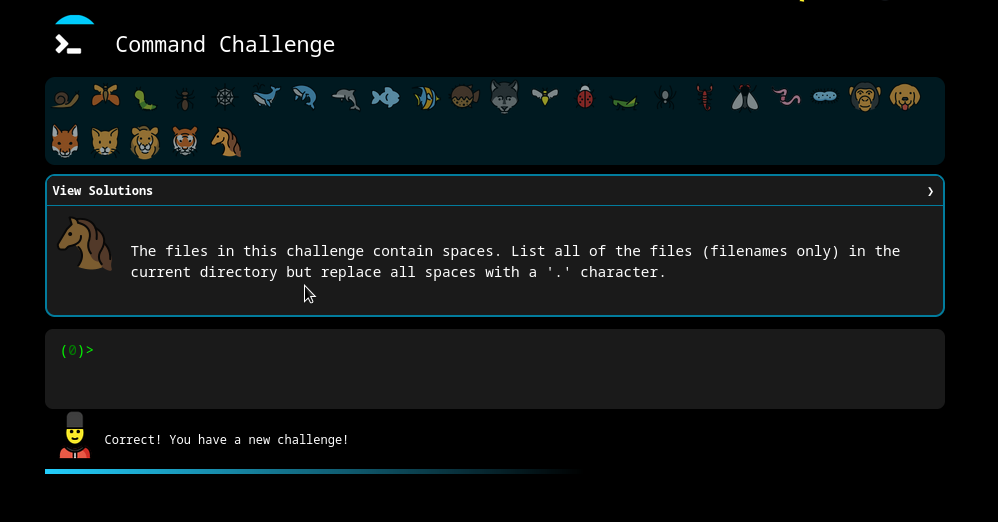 Command Challenge
View Solutions
The files in this challenge contain spaces. List all of the files (filenames only) in the
current directory but replace all spaces with a '.' character.
(0)>
Correct! You have a new challenge!